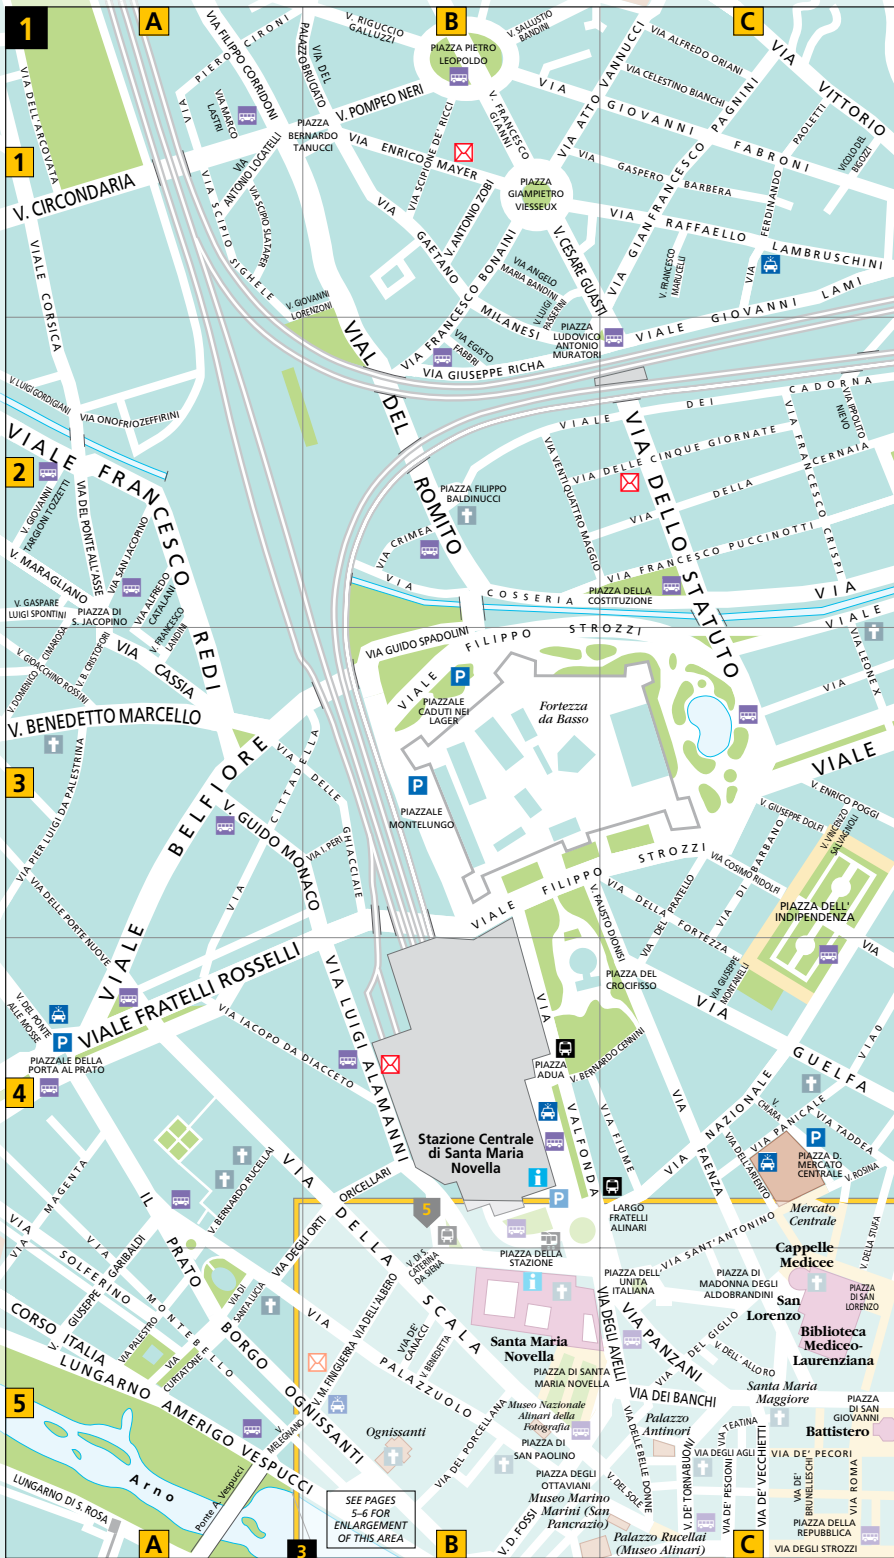 1
A
B
C
VIA FILIPPO CORRIDONI
PIERO CIRONI
VIA
VIA DEL
PALAZZO BRUCIATO
V. RIGUCCIO
GALLUZZI
PIAZZA PIETRO
LEOPOLDO
V. SALLUSTIO
BANDINI
VIA ATTO VANNUCCI
VIA ALFREDO ORIANI
VIA CELESTINO BIANCHI
VIA
VITTORIO
VIA DELL'ARCOVATA
VIA MARCO
LASTRI
V. POMPEO NERI
V. FRANCESCO
GIANNI
VIA
GIOVANNI
FABRONI
PAOLETTI
FERDINANDO
VIA
VICOLO DEL
BIGOZZI
PIAZZA
BERNARDO
TANUCCI
VIA ENRICO MAYER
VIA SCIPIONE DE' RICCI
VIA
GASPERO BARBERA
VIA GIANFRANCESCO PAGNINI
1
V. CIRCONDARIA
VIA
ANTONIO LOCATELLI
VIA SCIPIO SLATAPER
VIA SCIPIO SIGHELE
PIAZZA
GIAMPIETRO
VIESSEUX
V. ANTONIO ZOBI
VIA
GAETANO
MILANESI
VIA
RAFFAELLO
LAMBRUSCHINI
VIALE CORSICA
V. GIOVANNI
LORENZONI
VIA FRANCESCO BONAINI
VIA ANGELO
MARIA BANDINI
V. LUIGI
PASSERINI
V. CESARE GUASTI
V. FRANCESCO
MARUCELLI
VIALE GIOVANNI LAMI
VIA EGISTO
FABBRI
PIAZZA
LUDOVICO
ANTONIO
MURATORI
VIA GIUSEPPE RICHA
VIAL DEL ROMITO
V. LUIGI GORDIGIANI
VIA ONOFRIO ZEFFIRINI
VIALE DEI CADORNA
VIA IPPOLITO
NIEVO
2
VIALE FRANCESCO REDI
V. GIOVANNI
TARGIONI TOZZETTI
VIA DEL PONTE ALL'ASSE
VIA SAN JACOPINO
PIAZZA FILIPPO
BALDINUCCI
VIA CRIMEA
VIA VENTIQUATTRO MAGGIO
VIA DELLE CINQUE GIORNATE
VIA DELLA CERNAIA
VIA FRANCESCO CRISPI
VIA DELLO STATUTO
VIA FRANCESCO PUCCINOTTI
V. MARAGLIANO
V. GASPARE
LUIGI SPONTINI
PIAZZA DI
S. JACOPINO
VIA ALFREDO
CATALANI
V. FRANCESCO
LANDINI
VIA
COSSERIA
PIAZZA DELLA
COSTITUZIONE
VIA
VIALE
V. DOMENICO CIMAROSA
V. GIOACCHINO ROSSINI
V. B. CRISTOFORI
VIA CASSIA
VIA GUIDO SPADOLINI
VIALE FILIPPO STROZZI
VIA LEONE X
VIA
PIAZZALE
CADUTI NEI
LAGER
Fortezza
da Basso
V. BENEDETTO MARCELLO
3
VIA PIER LUIGI DA PALESTRINA
VIALE BELFIORE
VIA CITTADELLA
VIA DELLE GHIACCIAIE
V. GUIDO MONACO
VIA I. PERI
PIAZZALE
MONTELUNGO
VIALE
V. ENRICO POGGI
V. GIUSEPPE DOLFI
V. VINCENZO
SALVAGNOLI
VIALE FILIPPO STROZZI
VIA COSIMO RIDOLFI
VIA DI BARBANO
VIA DELLA FORTEZZA
VIA DEL PRATELLO
V. FAUSTO DIONISI
PIAZZA DELL'
INDIPENDENZA
VIA DELLE PORTE NUOVE
VIALE FRATELLI ROSSELLI
VIA LUIGI ALAMANNI
VIA VALFONDA
PIAZZA DEL
CROCIFISSO
VIA GIUSEPPE
MONTANELLI
VIA
VIA
GUELFA
V. DEL PONTE
ALLE MOSSE
PIAZZALE DELLA
PORTA AL PRATO
VIA IACOPO DA DIACCETO
PIAZZA
ADUA
V. BERNARDO CENNINI
4
Stazione Centrale
di Santa Maria
Novella
VIA FIUME
VIA FAENZA
VIA NAZIONALE
V.
CHIARA
VIA PANICALE
VIA TADDEA
PIAZZA D.
MERCATO
CENTRALE
V. ROSINA
VIA DELL'ARIENTO
VIA MAGENTA
V. BERNARDO RUCELLAI
IL PRATO
VIA DELLA SCALA
VIA DEGLI ORTI ORICELLARI
5
LARGO
FRATELLI
ALINARI
Mercato
Centrale
V. DELLA STUFA
VIA SOLFERINO
V. GIUSEPPE GARIBALDI
VIA MONTEBELLO
V. DI S.
CATERINA
DA SIENA
PIAZZA DELLA
STAZIONE
VIA SANT'ANTONINO
Cappelle
Medicee
PIAZZA DELL'
UNITA
ITALIANA
PIAZZA DI
MADONNA DEGLI
ALDOBRANDINI
San
Lorenzo
PIAZZA
DI SAN
LORENZO
VIA DI
SANTA LUCIA
VIA
PALAZZUOLO
V. M. FINIGUERRA
VIA DELL'ALBERO
VIA DE'
CANACCI
V. BENEDETTA
Santa Maria
Novella
VIA DEGLI AVELLI
VIA PANZANI
VIA DEL GIGLIO
V. DELL' ALLORO
Biblioteca
Mediceo-
Laurenziana
CORSO ITALIA
VIA PALESTRO
VIA
CURTATONE
BORGO OGNISSANTI
PIAZZA DI SANTA
MARIA NOVELLA
VIA DEI BANCHI
Santa Maria
Maggiore
PIAZZA
DI SAN
GIOVANNI
5
LUNGARNO AMERIGO VESPUCCI
V.
MELEGNANO
Ognissanti
VIA DEL PORCELLANA
Museo Nazionale
Alinari della
Fotografia
PIAZZA DI
SAN PAOLINO
Palazzo
Antinori
VIA TEATINA
VIA DEGLI AGLI
Battistero
VIA DE' PECORI
Arno
Ponte A. Vespucci
LUNGARNO DI S. ROSA
PIAZZA DEGLI
OTTAVIANI
Museo Marino
Marini (San
Pancrazio)
V. DEL SOLE
VIA DELLE BELLE DONNE
V. DE' TORNABUONI
VIA DE' PESCIONI
VIA DE' VECCHIETTI
VIA DE'
BRUNELLESCHI
VIA ROMA
SEE PAGES
5–6 FOR
ENLARGEMENT
OF THIS AREA
V. D. FOSSI
Palazzo Rucellai
(Museo Alinari)
PIAZZA DELLA
REPUBBLICA
VIA DEGLI STROZZI
A
3
B
C